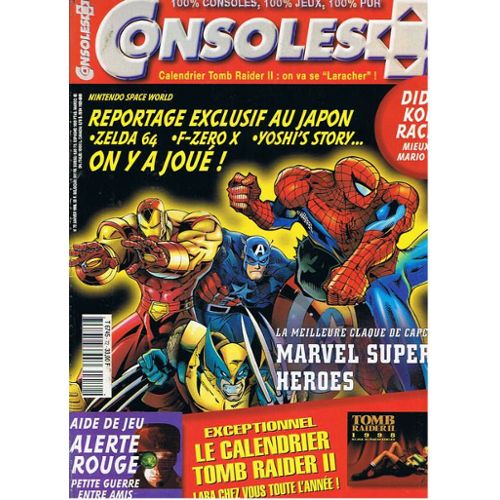 100% CONSOLES, 100% JEUX, 100% PUR
CONSOLES+
CONSOLES+
Calendrier Tomb Raider II : on va se "Laracher" !
NINTENDO SPACE WORLD
REPORTAGE EXCLUSIF AU JAPON
•ZELDA 64 •F-ZERO X •YOSHI'S STORY...
ON Y A JOUÉ !
DID
KO
RAC
MIEUX
MARIO
LA MEILLEURE CLAQUE DE CAPC
MARVEL SUPER
HEROES
AIDE DE JEU
ALERTE
ROUGE
PETITE GUERRE
ENTRE AMIS
EXCEPTIONNEL
LE CALENDRIER
TOMB RAIDER II
LARA CHEZ VOUS TOUTE L'ANNÉE !
TOMB
RAIDER II
1998